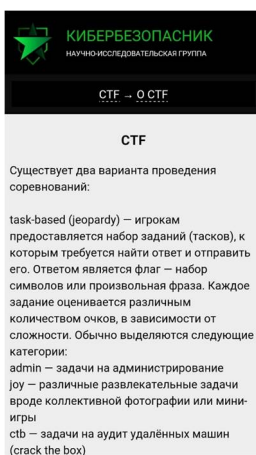 КИБЕРБЕЗОПАСНИК
НАУЧНО-ИССЛЕДОВАТЕЛЬСКАЯ ГРУППА
CTF → О CTF
CTF
Существует два варианта проведения
соревнований:
task-based (jeopardy) — игрокам
предоставляется набор заданий (тасков), к
которым требуется найти ответ и отправить
его. Ответом является флаг — набор
символов или произвольная фраза. Каждое
задание оценивается различным
количеством очков, в зависимости от
сложности. Обычно выделяются следующие
категории:
admin — задачи на администрирование
joy — различные развлекательные задачи
вроде коллективной фотографии или мини-
игры
ctb — задачи на аудит удалённых машин
(crack the box)